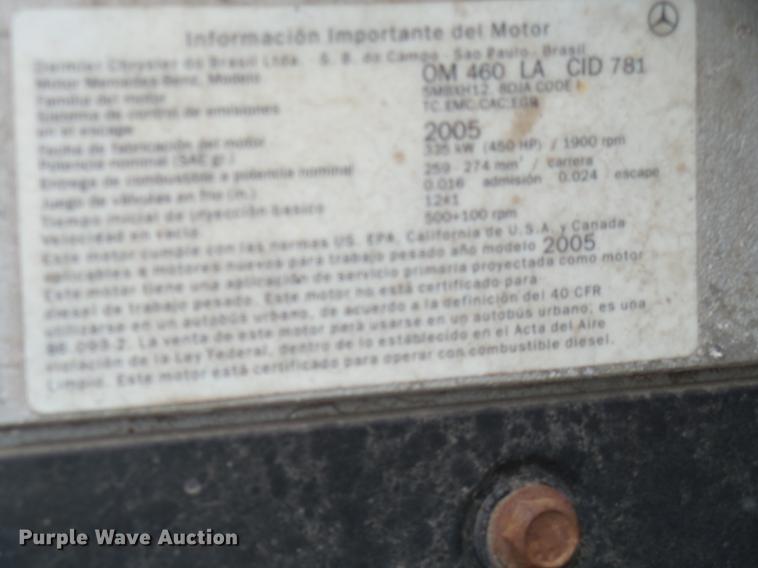 Información Importante del Motor
Daimler Chrysler do Brasil Ltda. S. B. do Campo - Sao Paulo - Brasil
Motor Mercedes-Benz, Modelo OM 460 LA CID 781
Familia del motor 5MBXH12. 8DJA CODE
Sistema de control de emisiones TC.EMC,CAC,EGR
en el escape
Fecha de fabricación del motor 2005
Potencia nominal (SAE gr.) 335 kW (450 HP) / 1900 rpm
Entrega de combustible a potencia nominal 259 - 274 mm³ / carrera
Juego de válvulas en frío (in.) 0.016 admisión 0.024 escape
Tiempo inicial de inyección basico 12±1
Velocidad en vacío. 500+100 rpm
Este motor cumple con las normas US. EPA, California de U.S.A. y Canada
aplicables a motores nuevos para trabajo pesado año modelo 2005
Este motor tiene una aplicación de servicio primaria proyectada como motor
diesel de trabajo pesado. Este motor no está certificado para
utilizarse en un autobús urbano, de acuerdo a la definición del 40 CFR
86.093-2. La venta de este motor para usarse en un autobús urbano; es una
violación de la Ley Federal, dentro de lo establecido en el Acta del Aire
Limpio. Este motor está certificado para operar con combustible diesel.
Purple Wave Auction